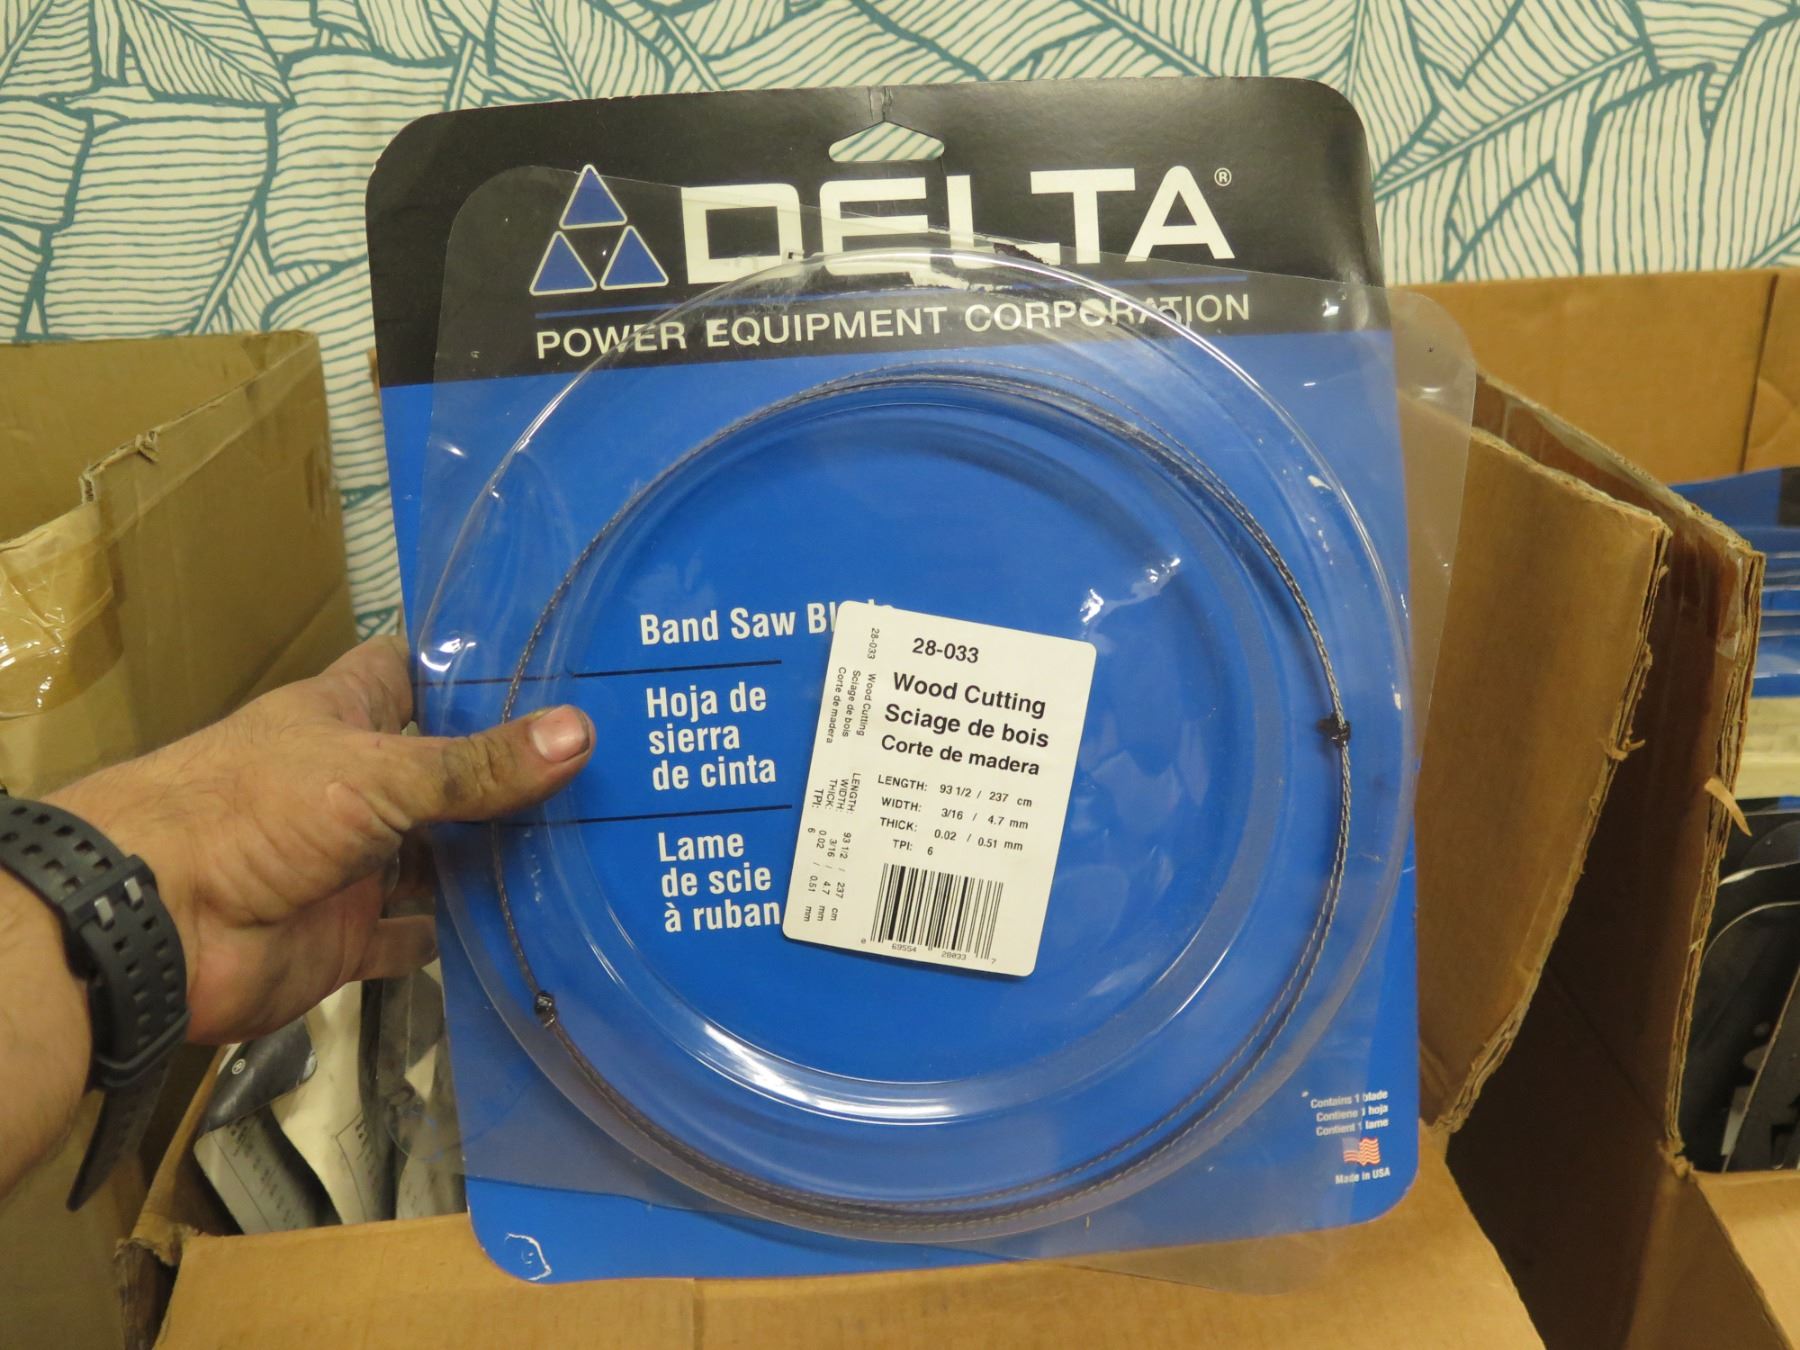 DELTA®
POWER EQUIPMENT CORPORATION
Band Saw
Hoja de
sierra
de cinta
Lame
de scie
à ruban
28-033
Wood Cutting
Sciage de bois
Corte de madera
LENGTH: 93 1/2 / 237 cm
WIDTH: 3/16 / 4.7 mm
THICK: 0.02 / 0.51 mm
TPI: 6
0 69554 28033 7
28-033 Wood Cutting
Sciage de bois
Corte de madera
LENGTH: 93 1/2 / 237 cm
WIDTH: 3/16 / 4.7 mm
THICK: 0.02 / 0.51 mm
TPI: 6
Contains 1 blade
Contiene 1 hoja
Contient 1 lame
Made in USA
®